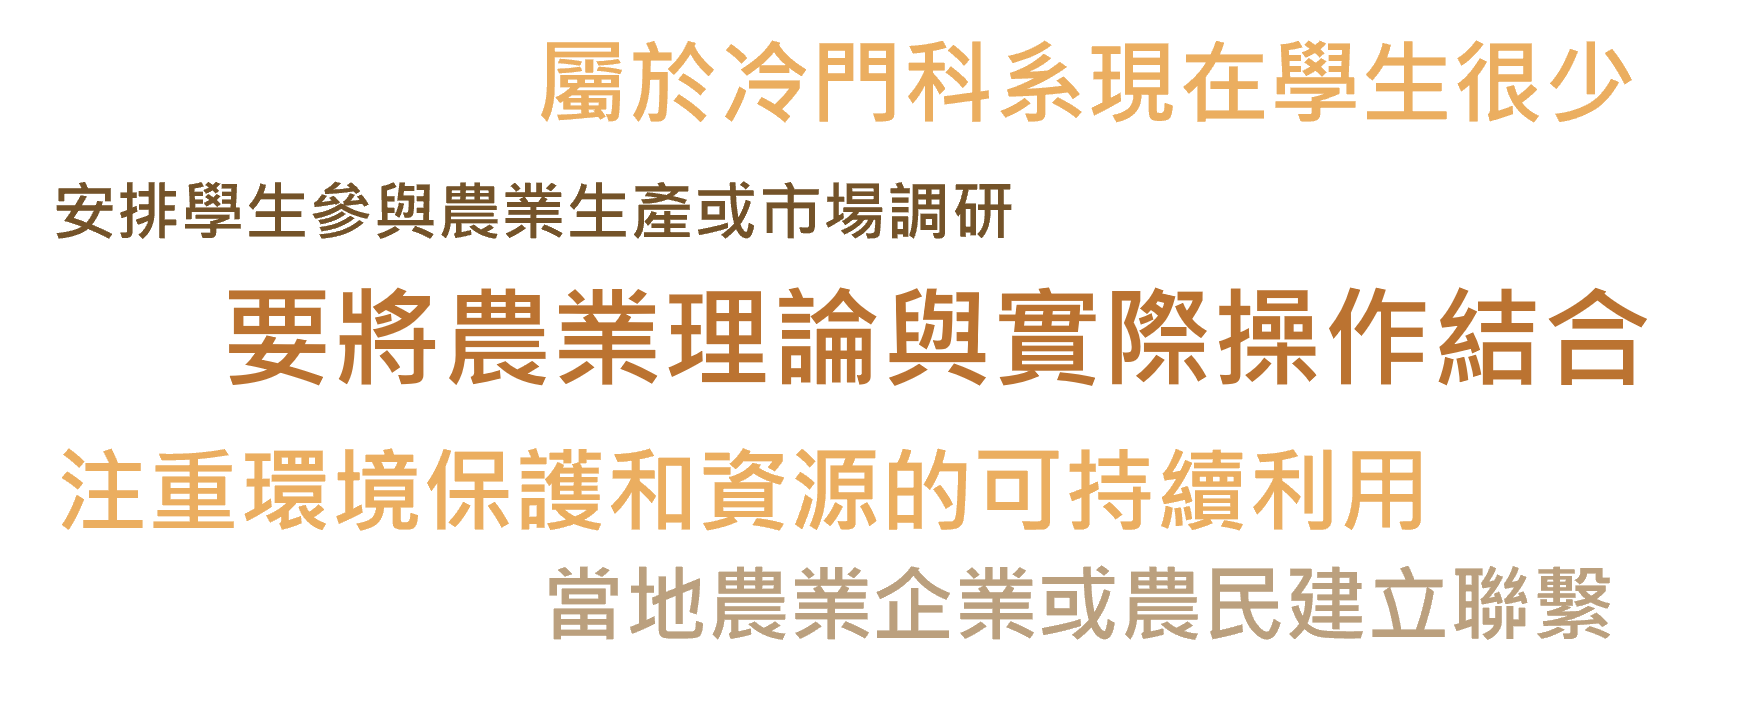 屬於冷門科系現在學生很少
安排學生參與農業生產或市場調研
要將農業理論與實際操作結合
注重環境保護和資源的可持續利用
當地農業企業或農民建立聯繫